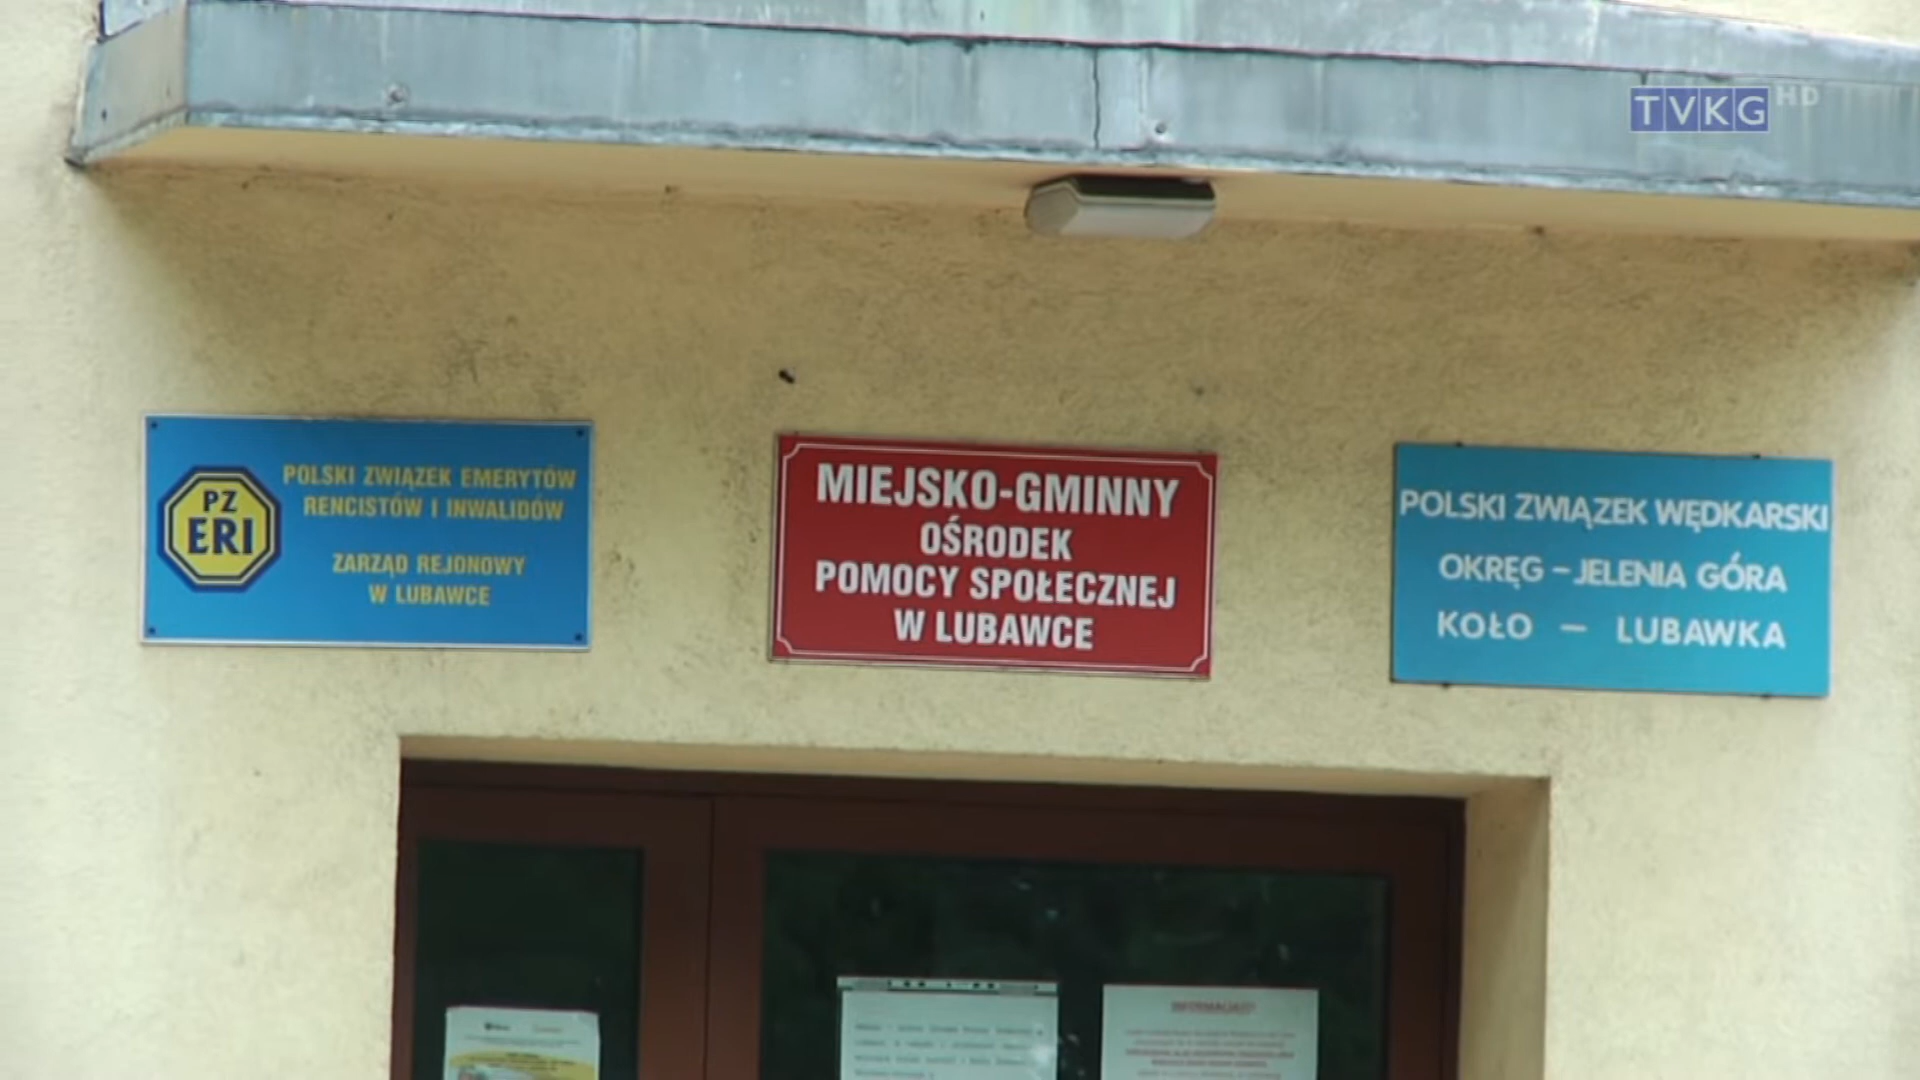 TVKG HD
PZ
ERI
POLSKI ZWIĄZEK EMERYTÓW
RENCISTÓW I INWALIDÓW
ZARZĄD REJONOWY
W LUBAWCE
MIEJSKO-GMINNY
OŚRODEK
POMOCY SPOŁECZNEJ
W LUBAWCE
POLSKI ZWIĄZEK WĘDKARSKI
OKRĘG - JELENIA GÓRA
KOŁO - LUBAWKA